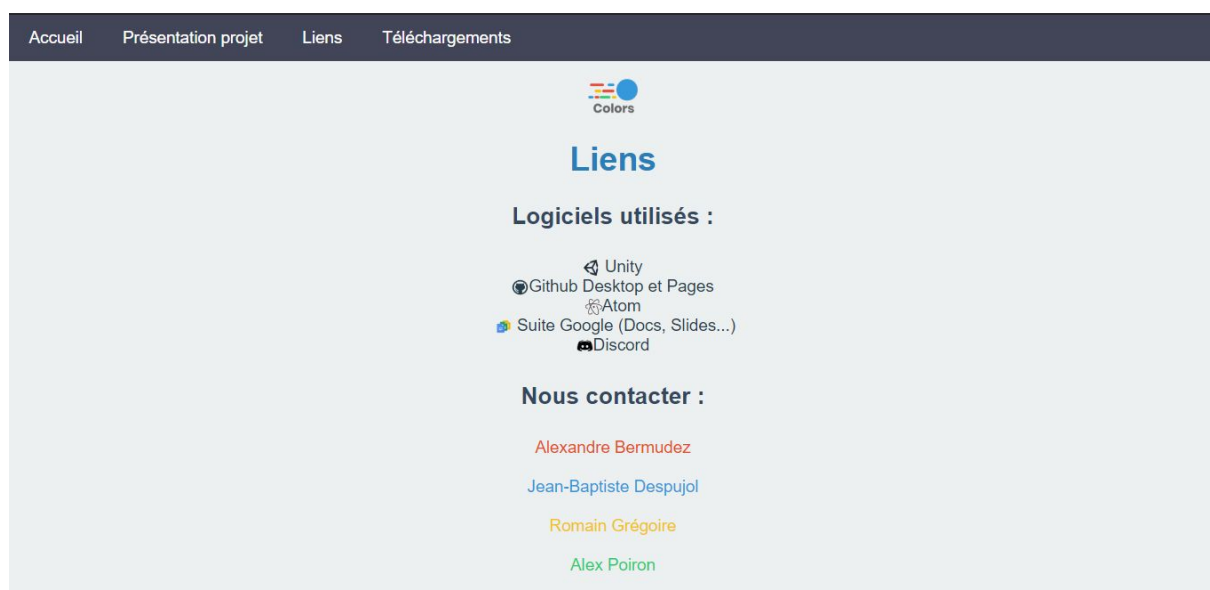 Accueil Présentation projet Liens Téléchargements
Colors
Liens
Logiciels utilisés :
Unity
Github Desktop et Pages
Atom
Suite Google (Docs, Slides...)
Discord
Nous contacter :
Alexandre Bermudez
Jean-Baptiste Despujol
Romain Grégoire
Alex Poiron